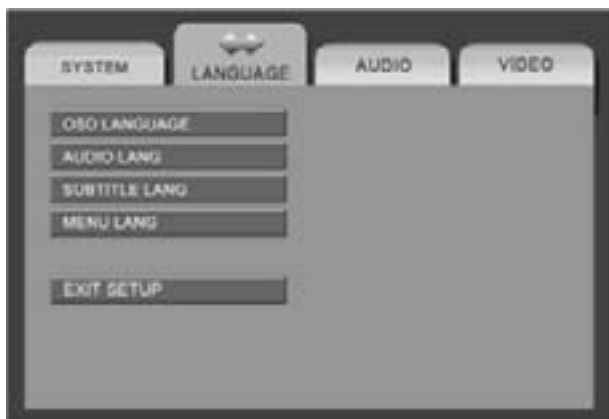 SYSTEM
LANGUAGE
AUDIO
VIDEO
OSD LANGUAGE
AUDIO LANG
SUBTITLE LANG
MENU LANG
EXIT SETUP